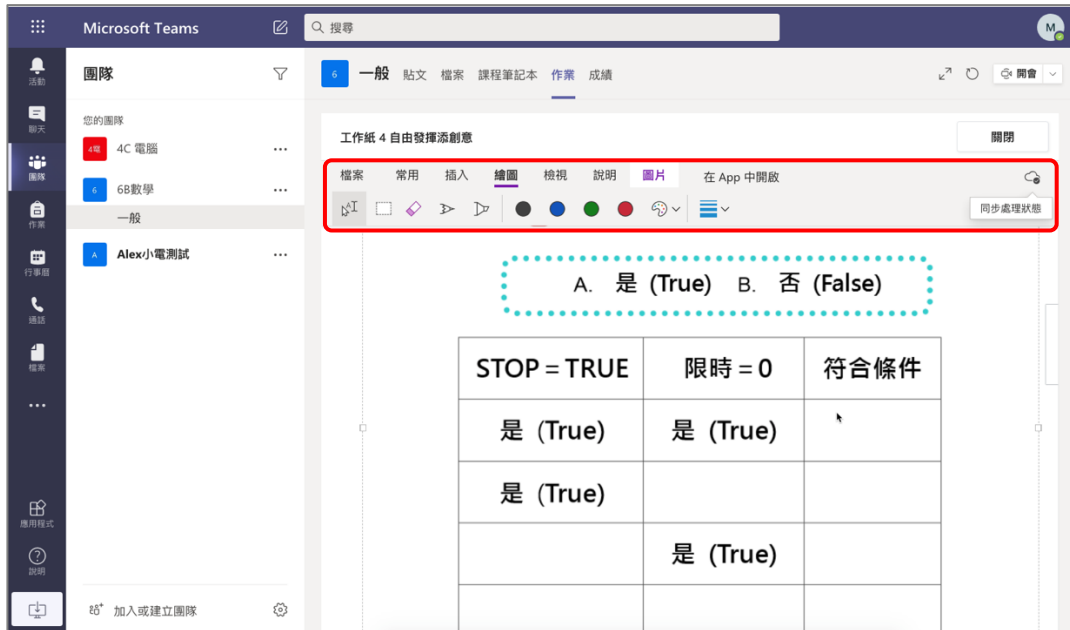 Microsoft Teams
搜尋
M
活動
聊天
團隊
作業
行事曆
通話
檔案
應用程式
說明
團隊
您的團隊
4電 4C 電腦
6 6B數學
一般
A Alex小電測試
加入或建立團隊
6 一般 貼文 檔案 課程筆記本 作業 成績 開會
工作紙 4 自由發揮添創意 關閉
檔案 常用 插入 繪圖 檢視 說明 圖片 在 App 中開啟
同步處理狀態
A. 是 (True) B. 否 (False)
STOP = TRUE 限時 = 0 符合條件
是 (True) 是 (True)
是 (True)
是 (True)